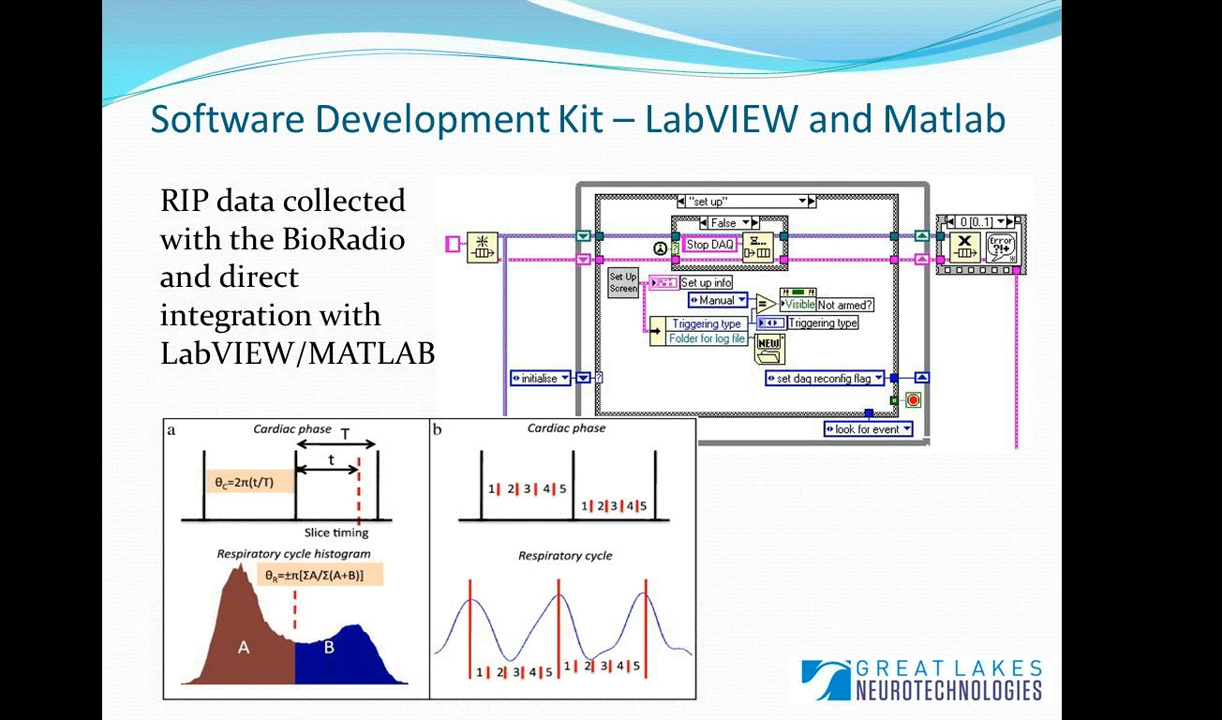 Software Development Kit – LabVIEW and Matlab
RIP data collected
with the BioRadio
and direct
integration with
LabVIEW/MATLAB
"set up"
False
Stop DAQ
Set Up
Screen
Set up info
Manual
=
Visible
Not armed?
Triggering type
Triggering type
Folder for log file
NEW
initialise
?
set daq reconfig flag
look for event
0 [0..1]
Error
?!+
a
Cardiac phase
T
t
θC=2π(t/T)
Slice timing
Respiratory cycle histogram
θR=±π[ΣA/Σ(A+B)]
A
B
b
Cardiac phase
1 2 3 4 5
1 2 3 4 5
Respiratory cycle
1 2 3 4 5
1 2 3 4 5
GREAT LAKES
NEUROTECHNOLOGIES